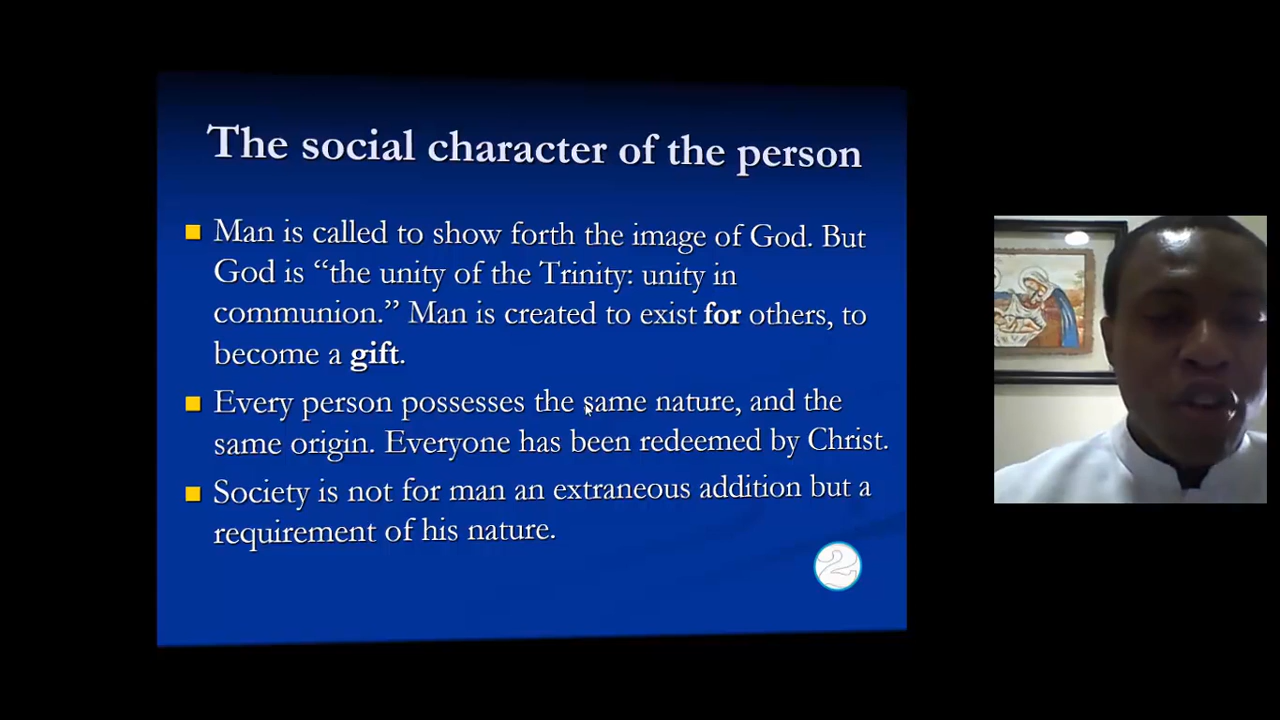 The social character of the person
Man is called to show forth the image of God. But
God is “the unity of the Trinity: unity in
communion.” Man is created to exist for others, to
become a gift.
Every person possesses the same nature, and the
same origin. Everyone has been redeemed by Christ.
Society is not for man an extraneous addition but a
requirement of his nature.